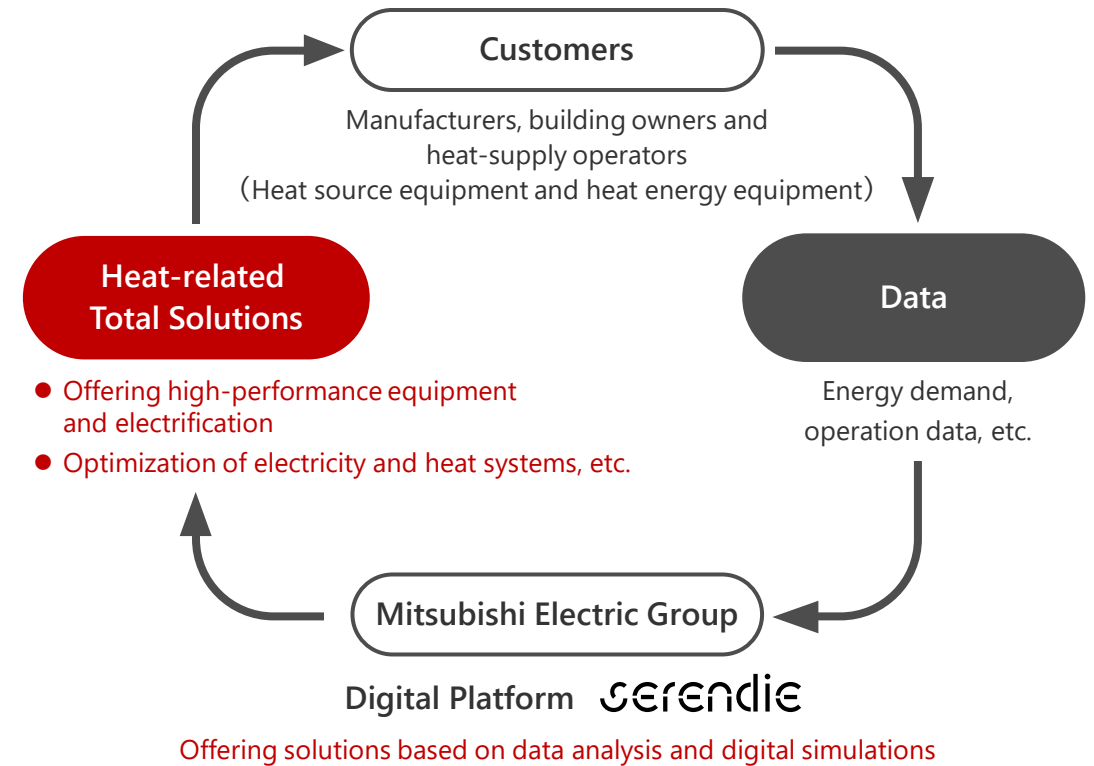 Customers
Manufacturers, building owners and
heat-supply operators
（Heat source equipment and heat energy equipment）
Heat-related
Total Solutions
● Offering high-performance equipment
and electrification
● Optimization of electricity and heat systems, etc.
Data
Energy demand,
operation data, etc.
Mitsubishi Electric Group
Digital Platform serendie
Offering solutions based on data analysis and digital simulations